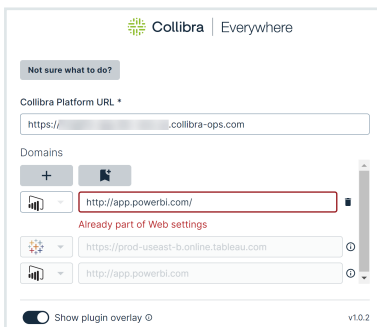 Collibra | Everywhere
Not sure what to do?
Collibra Platform URL *
https:// .collibra-ops.com
Domains
http://app.powerbi.com/
Already part of Web settings
https://prod-useast-b.online.tableau.com
http://app.powerbi.com
Show plugin overlay
v1.0.2